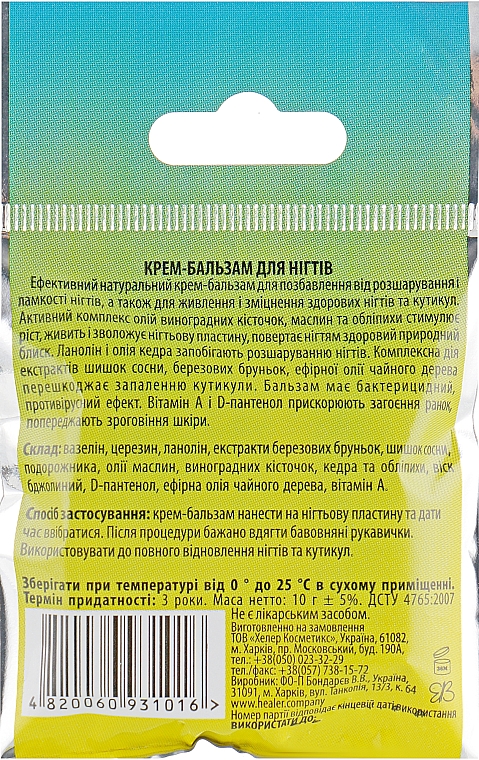 КРЕМ-БАЛЬЗАМ ДЛЯ НІГТІВ
Ефективний натуральний крем-бальзам для позбавлення від розшарування і
ламкості нігтів, а також для живлення і зміцнення здорових нігтів та кутикул.
Активний комплекс олій виноградних кісточок, маслин та обліпихи стимулює
ріст, живить і зволожує нігтьову пластину, повертає нігтям здоровий природний
блиск. Ланолін і олія кедра запобігають розшаруванню нігтів. Комплексна дія
екстрактів шишок сосни, березових бруньок, ефірної олії чайного дерева
перешкоджає запаленню кутикули. Бальзам має бактерицидний,
противірусний ефект. Вітамін А і D-пантенол прискорюють загоєння ранок,
попереджають зроговіння шкіри.
Склад: вазелін, церезин, ланолін, екстракти березових бруньок, шишок сосни,
подорожника, олії маслин, виноградних кісточок, кедра та обліпихи, віск
бджолиний, D-пантенол, ефірна олія чайного дерева, вітамін А.
Спосіб застосування: крем-бальзам нанести на нігтьову пластину та дати
час ввібратися. Після процедури бажано вдягти бавовняні рукавички.
Використовувати до повного відновлення нігтів та кутикул.
Зберігати при температурі від 0 ° до 25 °С в сухому приміщенні.
Термін придатності: 3 роки. Маса нетто: 10 г ± 5%. ДСТУ 4765:2007
Не є лікарським засобом.
Виготовлено на замовлення
ТОВ «Хелер Косметикс», Україна, 61082,
м. Харків, пр. Московський, буд. 190А,
тел.: +38(050) 023-32-29
тел./факс: +38(057) 738-15-72
Виробник: ФО-П Бондарєв В.В., Україна,
31091, м. Харків, вул. Танкопія, 13/3, к. 64
www.healer.company
Номер партії відповідає кінцевій даті використання
ВИКОРИСТАТИ ДО:
36М
4 820060 931016 >